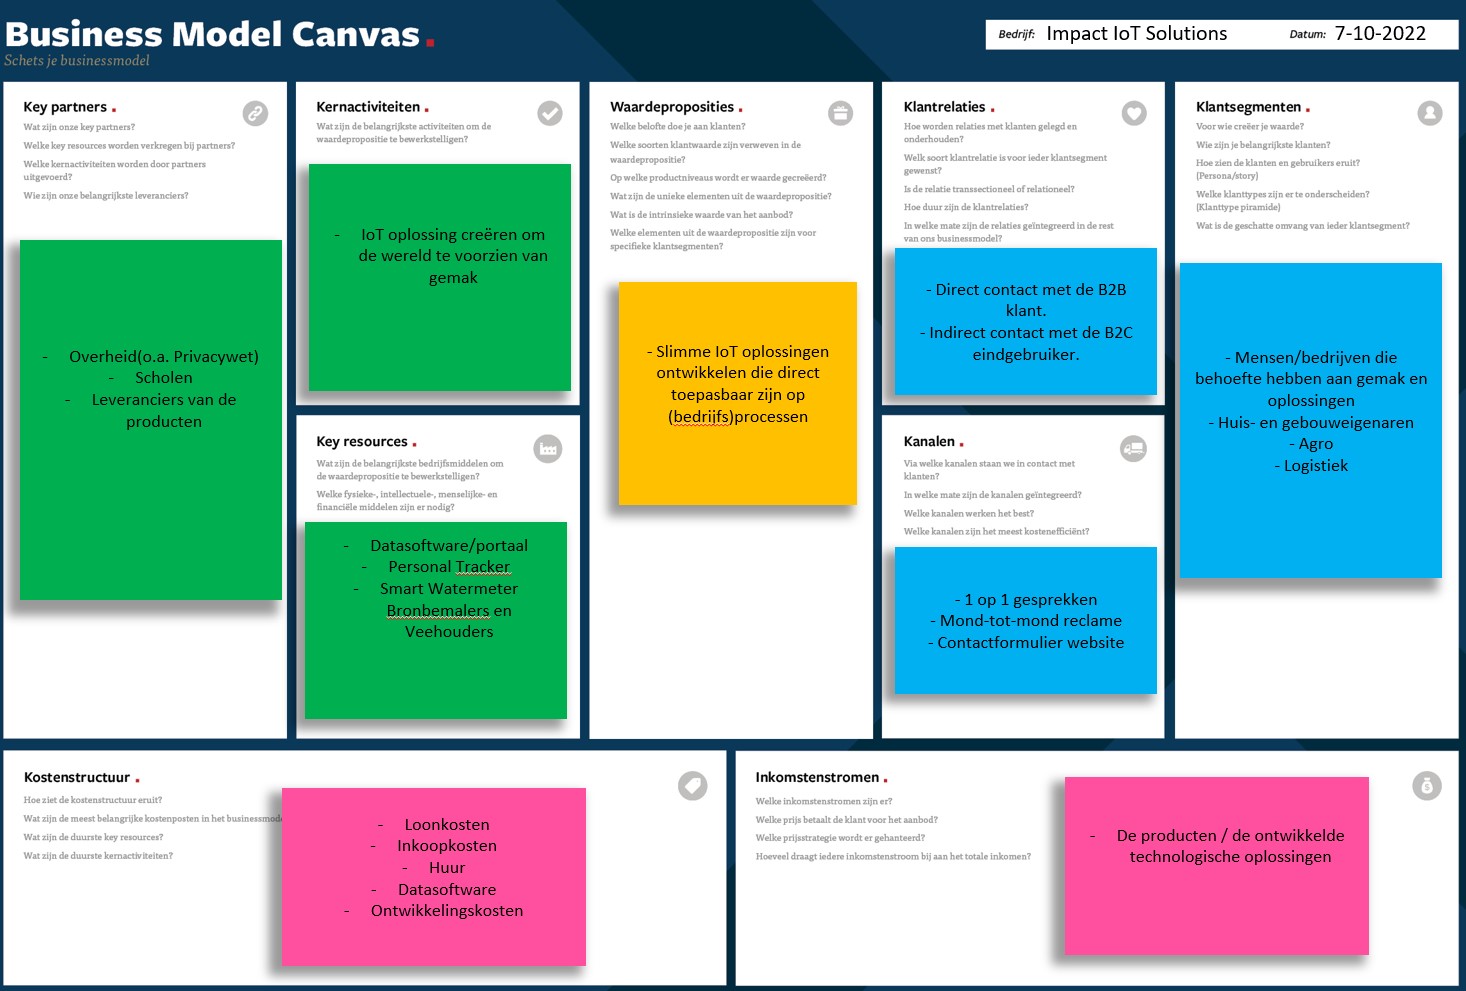 Business Model Canvas.
Schets je businessmodel
Bedrijf: Impact IoT Solutions Datum: 7-10-2022
Key partners.
Wat zijn onze key partners?
Welke key resources worden verkregen bij partners?
Welke kernactiviteiten worden door partners
uitgevoerd?
Wie zijn onze belangrijkste leveranciers?
- Overheid(o.a. Privacywet)
- Scholen
- Leveranciers van de
producten
Kernactiviteiten.
Wat zijn de belangrijkste activiteiten om de
waardepropositie te bewerkstelligen?
- IoT oplossing creëren om
de wereld te voorzien van
gemak
Key resources.
Wat zijn de belangrijkste bedrijfsmiddelen om
de waardepropositie te bewerkstelligen?
Welke fysieke-, intellectuele-, menselijke- en
financiële middelen zijn er nodig?
- Datasoftware/portaal
- Personal Tracker
- Smart Watermeter
Bronbemalers en
Veehouders
Waardeproposities.
Welke belofte doe je aan klanten?
Welke soorten klantwaarde zijn verweven in de
waardepropositie?
Op welke productniveaus wordt er waarde gecreëerd?
Wat zijn de unieke elementen uit de waardepropositie?
Wat is de intrinsieke waarde van het aanbod?
Welke elementen uit de waardepropositie zijn voor
specifieke klantsegmenten?
- Slimme IoT oplossingen
ontwikkelen die direct
toepasbaar zijn op
(bedrijfs)processen
Klantrelaties.
Hoe worden relaties met klanten gelegd en
onderhouden?
Welk soort klantrelatie is voor ieder klantsegment
gewenst?
Is de relatie transsectioneel of relationeel?
Hoe duur zijn de klantrelaties?
In welke mate zijn de relaties geïntegreerd in de rest
van ons businessmodel?
- Direct contact met de B2B
klant.
- Indirect contact met de B2C
eindgebruiker.
Kanalen.
Via welke kanalen staan we in contact met
klanten?
In welke mate zijn de kanalen geïntegreerd?
Welke kanalen werken het best?
Welke kanalen zijn het meest kostenefficiënt?
- 1 op 1 gesprekken
- Mond-tot-mond reclame
- Contactformulier website
Klantsegmenten.
Voor wie creëer je waarde?
Wie zijn je belangrijkste klanten?
Hoe zien de klanten en gebruikers eruit?
(Persona/story)
Welke klanttypes zijn er te onderscheiden?
(Klanttype piramide)
Wat is de geschatte omvang van ieder klantsegment?
- Mensen/bedrijven die
behoefte hebben aan gemak en
oplossingen
- Huis- en gebouweigenaren
- Agro
- Logistiek
Kostenstructuur.
Hoe ziet de kostenstructuur eruit?
Wat zijn de meest belangrijke kostenposten in het businessmode
Wat zijn de duurste key resources?
Wat zijn de duurste kernactiviteiten?
- Loonkosten
- Inkoopkosten
- Huur
- Datasoftware
- Ontwikkelingskosten
Inkomstenstromen.
Welke inkomstenstromen zijn er?
Welke prijs betaalt de klant voor het aanbod?
Welke prijsstrategie wordt er gehanteerd?
Hoeveel draagt iedere inkomstenstroom bij aan het totale inkomen?
- De producten / de ontwikkelde
technologische oplossingen